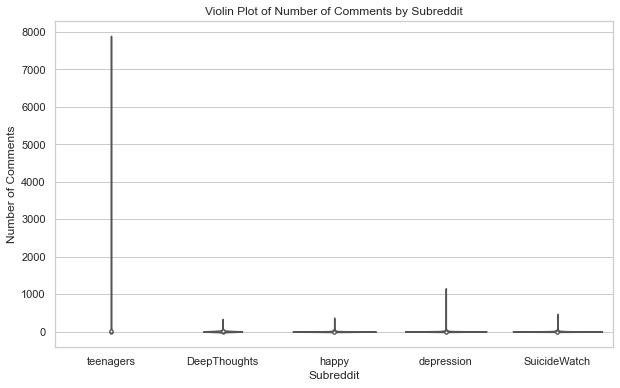 Violin Plot of Number of Comments by Subreddit
Number of Comments
8000
7000
6000
5000
4000
3000
2000
1000
0
teenagers
DeepThoughts
happy
depression
SuicideWatch
Subreddit